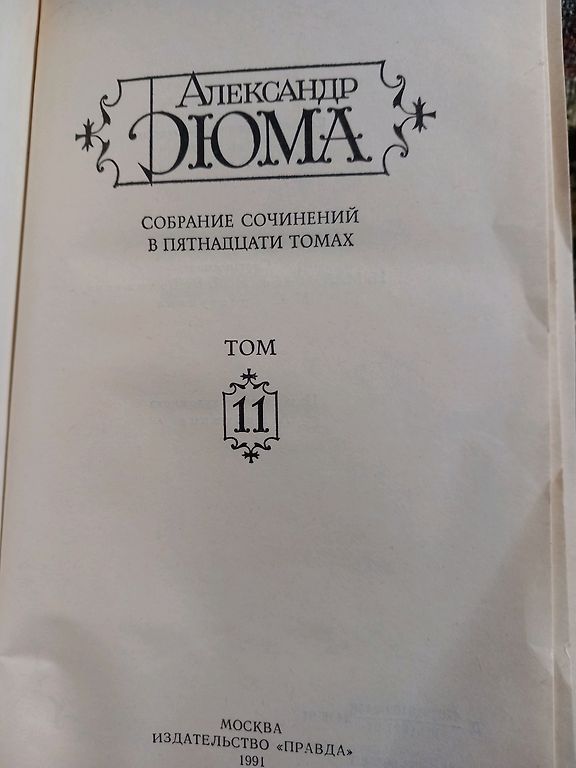 Александр
Дюма
СОБРАНИЕ СОЧИНЕНИЙ
В ПЯТНАДЦАТИ ТОМАХ
ТОМ
11
МОСКВА
ИЗДАТЕЛЬСТВО «ПРАВДА»
1991